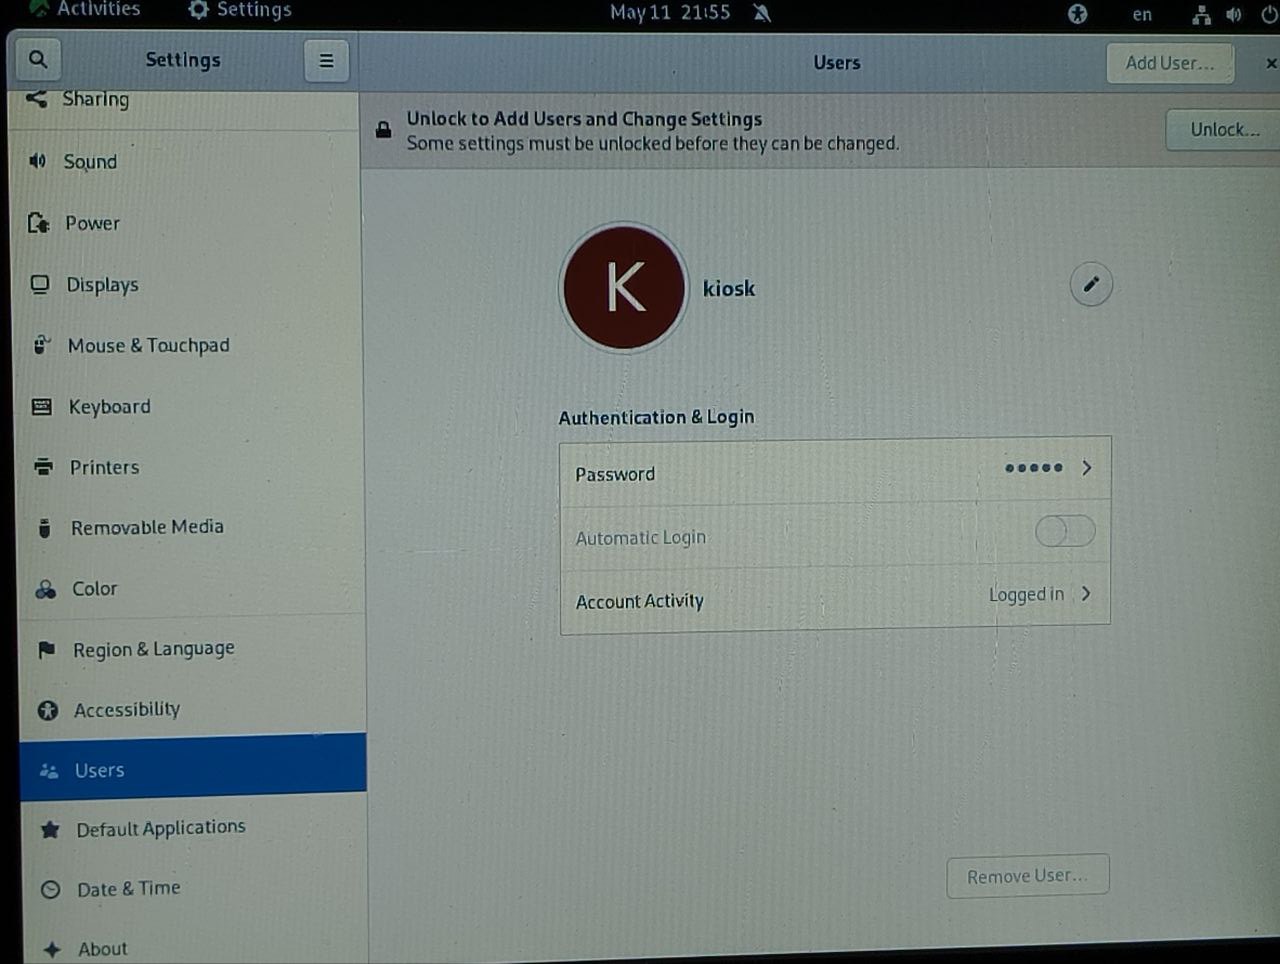 Activities Settings May 11 21:55 en
Settings Users Add User...
Sharing
Unlock to Add Users and Change Settings
Some settings must be unlocked before they can be changed.
Unlock...
Sound
Power
Displays
Mouse & Touchpad
Keyboard
Printers
Removable Media
Color
Region & Language
Accessibility
Users
Default Applications
Date & Time
About
K
kiosk
Authentication & Login
Password
Automatic Login
Account Activity Logged in
Remove User...